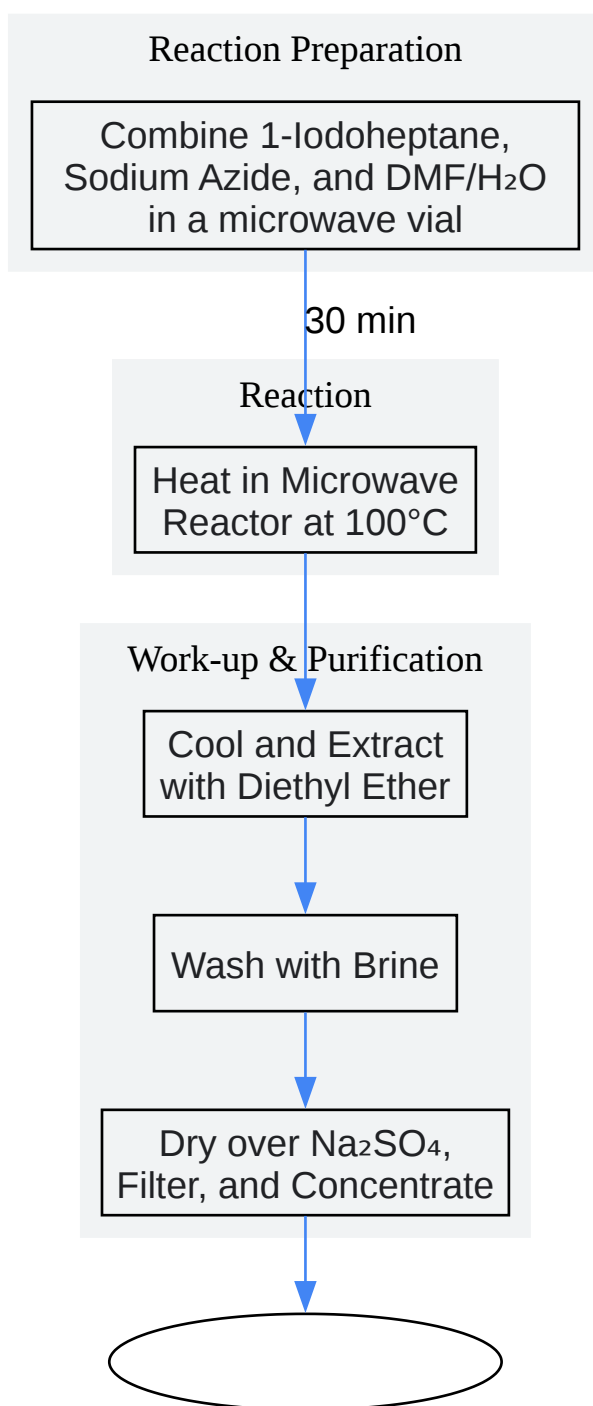 Reaction Preparation
Combine 1-Iodoheptane,
Sodium Azide, and DMF/H₂O
in a microwave vial
30 min
Reaction
Heat in Microwave
Reactor at 100°C
Work-up & Purification
Cool and Extract
with Diethyl Ether
Wash with Brine
Dry over Na₂SO₄,
Filter, and Concentrate